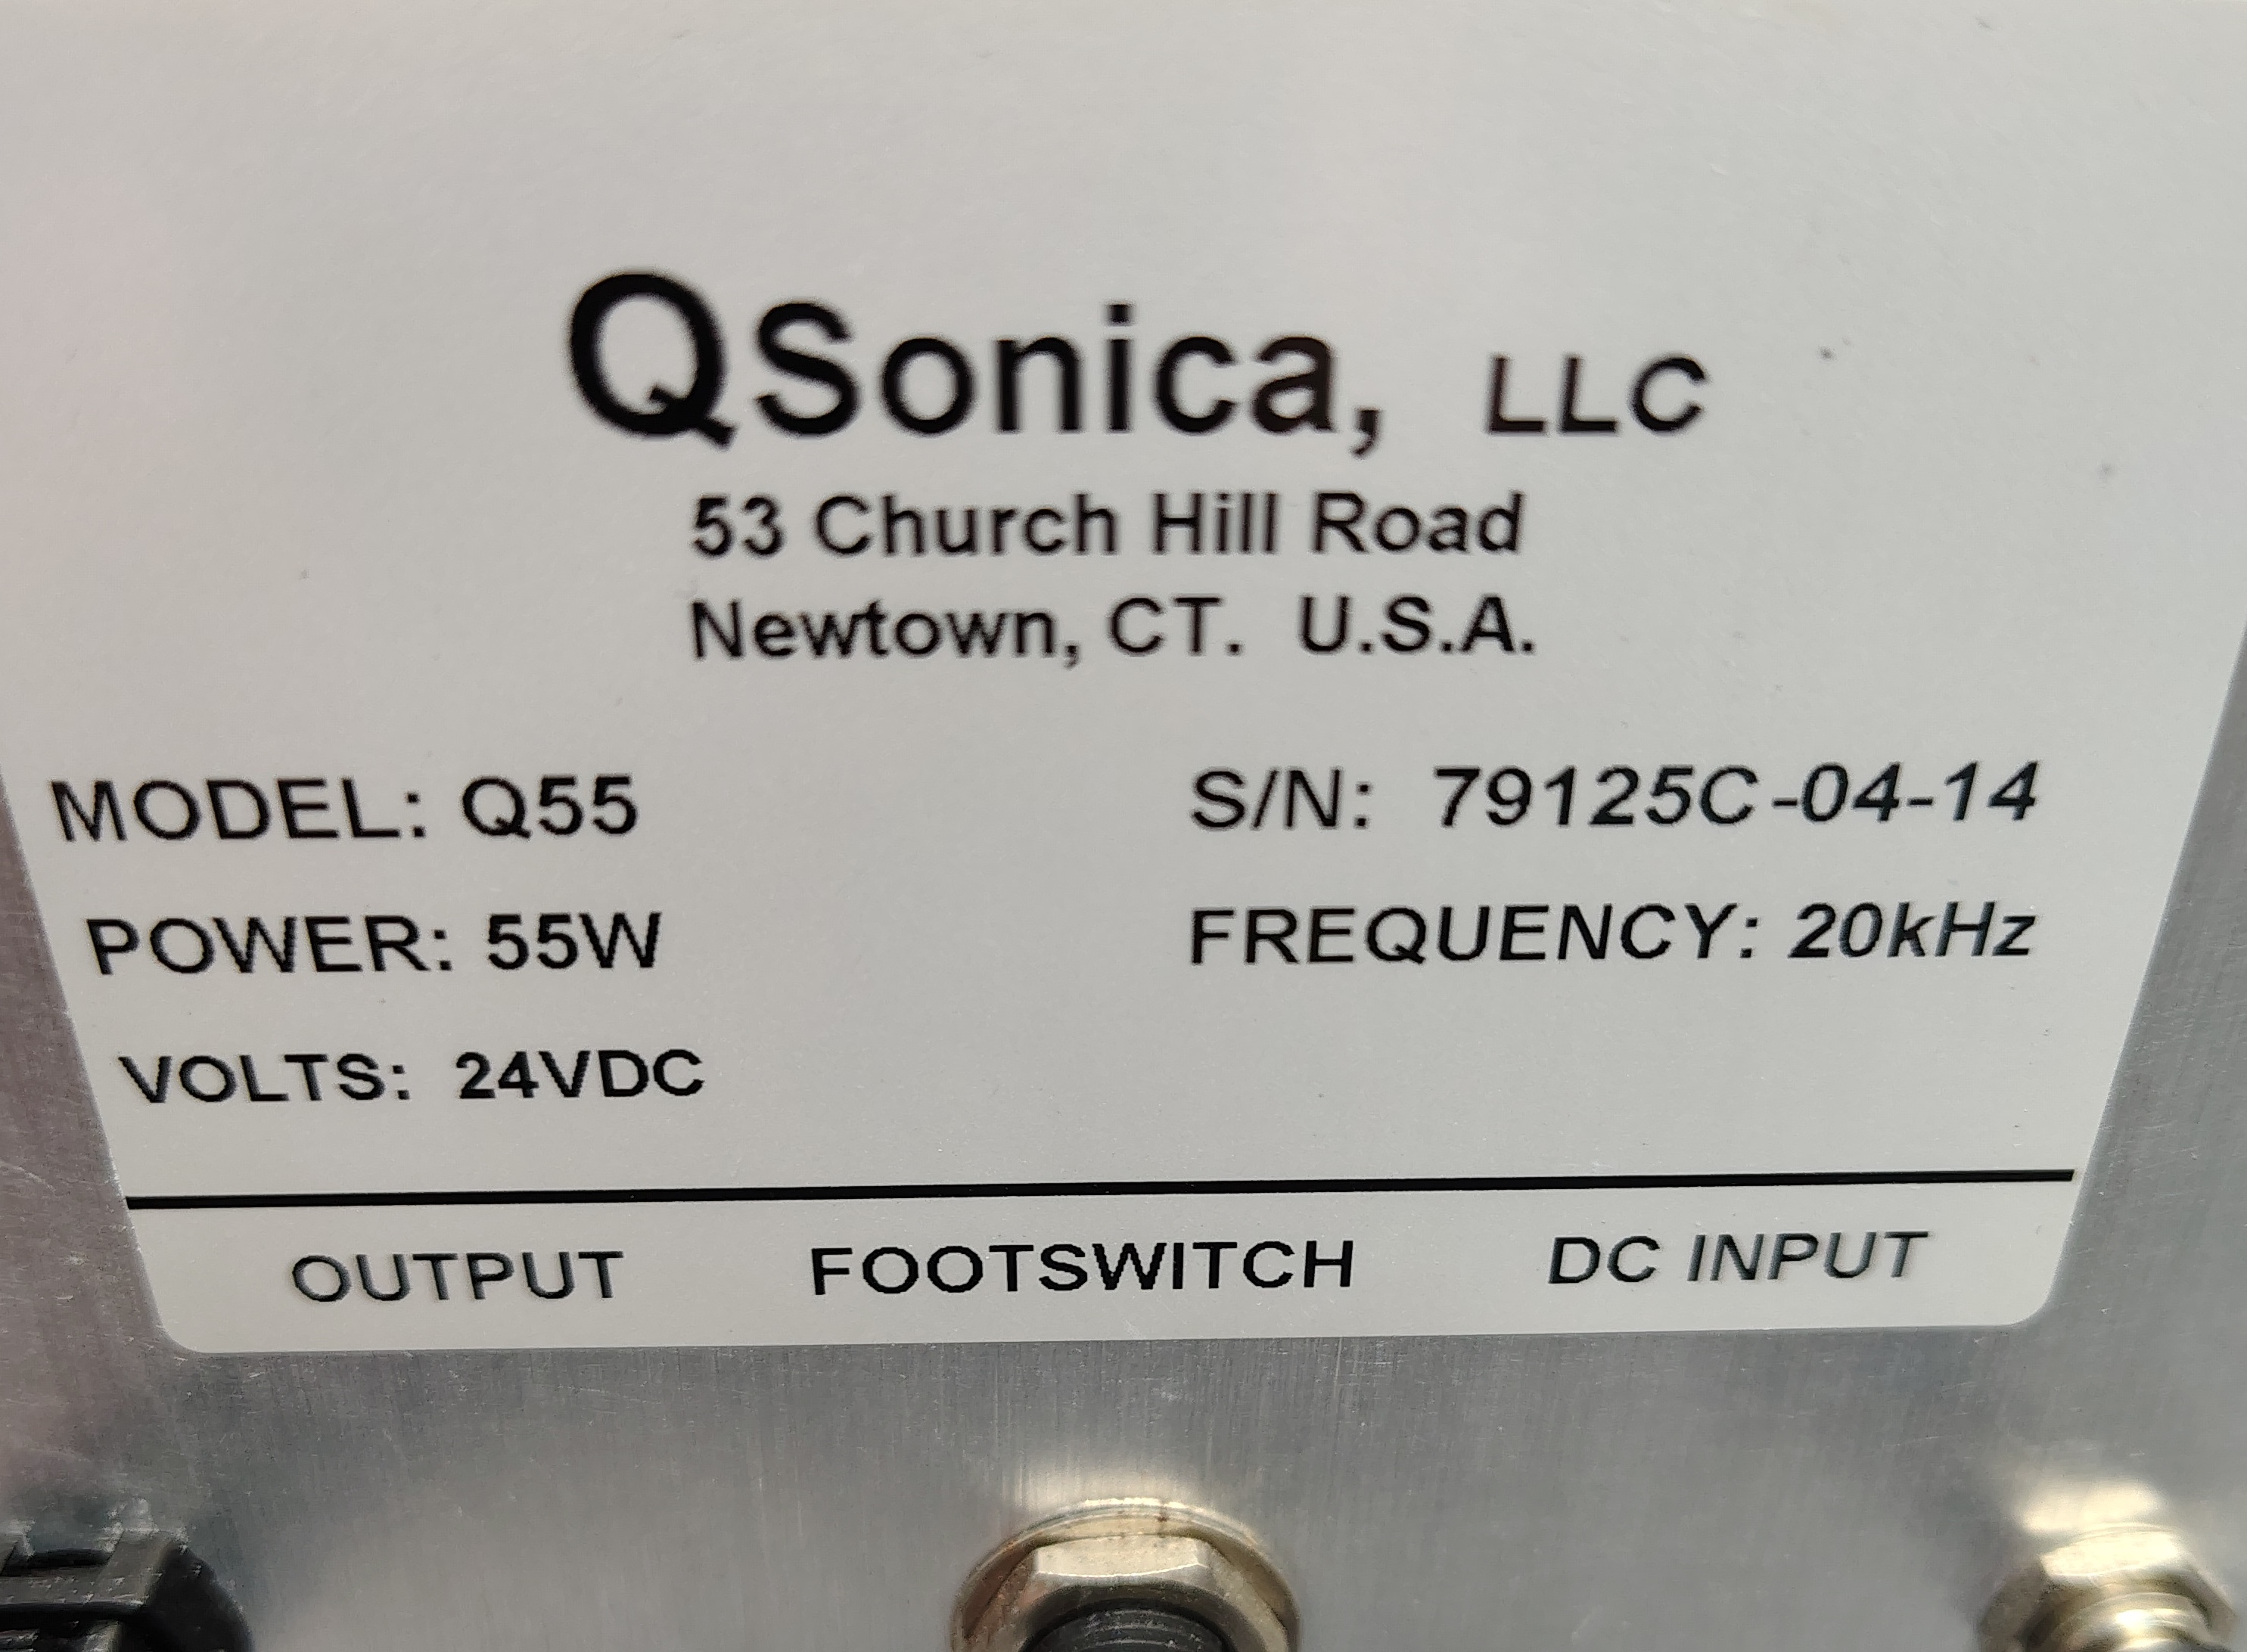 QSonica, LLC
53 Church Hill Road
Newtown, CT. U.S.A.
MODEL: Q55 S/N: 79125C-04-14
POWER: 55W FREQUENCY: 20kHz
VOLTS: 24VDC
OUTPUT FOOTSWITCH DC INPUT